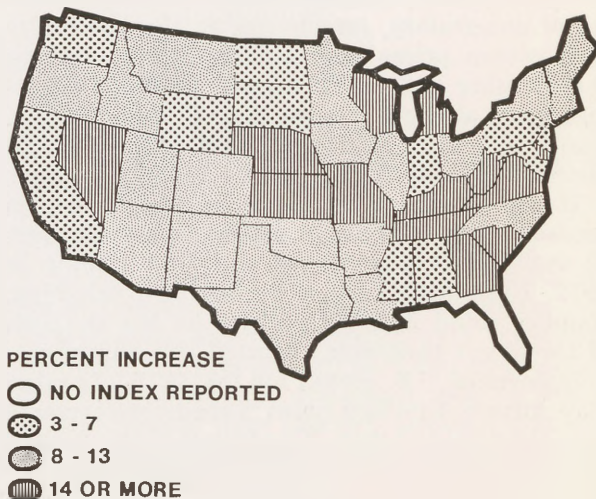 PERCENT INCREASE
NO INDEX REPORTED
3 - 7
8 - 13
14 OR MORE